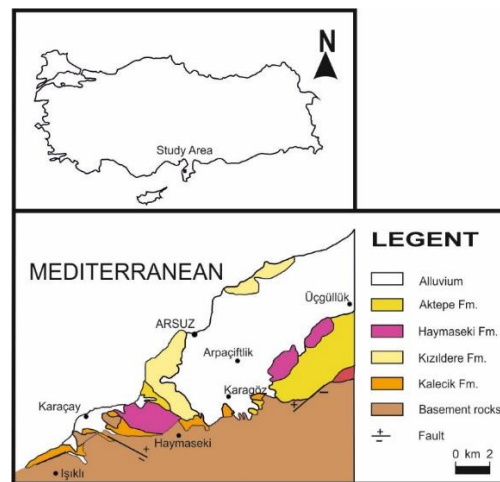 N
Study Area
MEDITERRANEAN
Üçgüllük
ARSUZ
Arpaçiftlik
Karagöz
Karaçay
Haymaseki
Işıklı
LEGENT
Alluvium
Aktepe Fm.
Haymaseki Fm.
Kızıldere Fm.
Kalecik Fm.
Basement rocks
+ - Fault
0 km 2